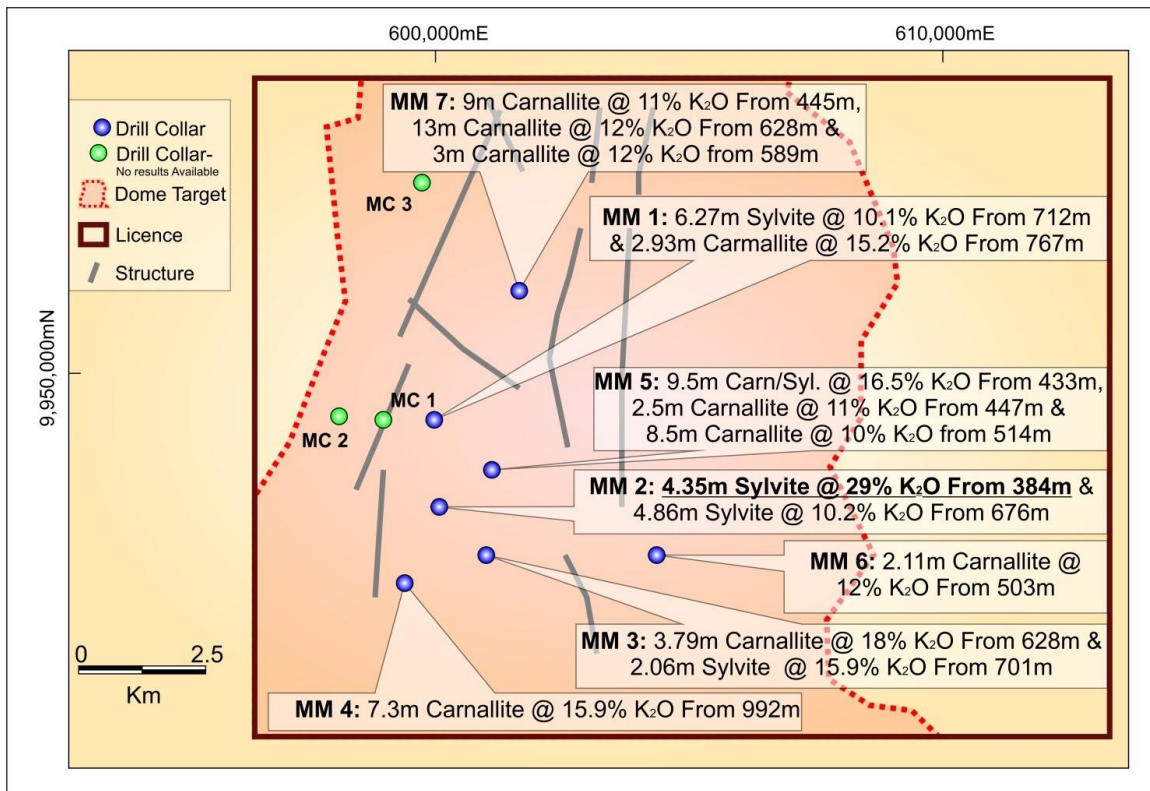 600,000mE
610,000mE
9,950,000mN
Drill Collar
Drill Collar-
No results Available
Dome Target
Licence
Structure
MM 7: 9m Carnallite @ 11% K₂O From 445m,
13m Carnallite @ 12% K₂O From 628m &
3m Carnallite @ 12% K₂O from 589m
MC 3
MM 1: 6.27m Sylvite @ 10.1% K₂O From 712m
& 2.93m Carmallite @ 15.2% K₂O From 767m
MM 5: 9.5m Carn/Syl. @ 16.5% K₂O From 433m,
2.5m Carnallite @ 11% K₂O From 447m &
8.5m Carnallite @ 10% K₂O from 514m
MC 1
MC 2
MM 2: 4.35m Sylvite @ 29% K₂O From 384m &
4.86m Sylvite @ 10.2% K₂O From 676m
MM 6: 2.11m Carnallite @
12% K₂O From 503m
MM 3: 3.79m Carnallite @ 18% K₂O From 628m &
2.06m Sylvite @ 15.9% K₂O From 701m
0 2.5
Km
MM 4: 7.3m Carnallite @ 15.9% K₂O From 992m